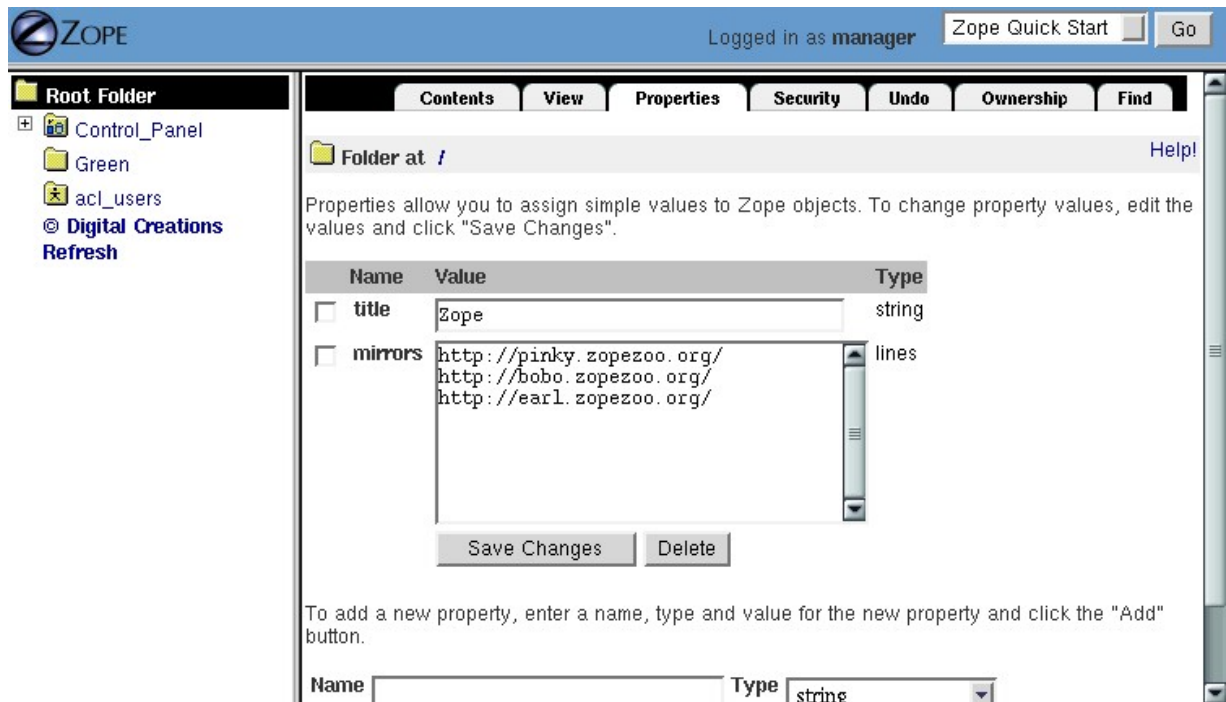 ZOPE
Logged in as manager
Zope Quick Start
Go
Root Folder
Control_Panel
Green
acl_users
© Digital Creations
Refresh
Contents View Properties Security Undo Ownership Find
Folder at /
Help!
Properties allow you to assign simple values to Zope objects. To change property values, edit the
values and click "Save Changes".
Name Value Type
title Zope string
mirrors http://pinky.zopezoo.org/ lines
http://bobo.zopezoo.org/
http://earl.zopezoo.org/
Save Changes Delete
To add a new property, enter a name, type and value for the new property and click the "Add"
button.
Name Type string